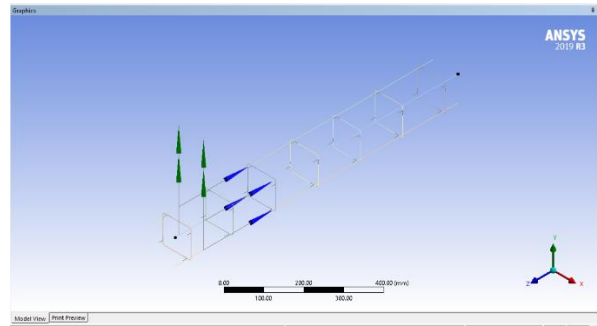 Graphics
ANSYS
2019 R3
Y
Z
X
0.00 200.00 400.00 (mm)
100.00 300.00
Model View Print Preview